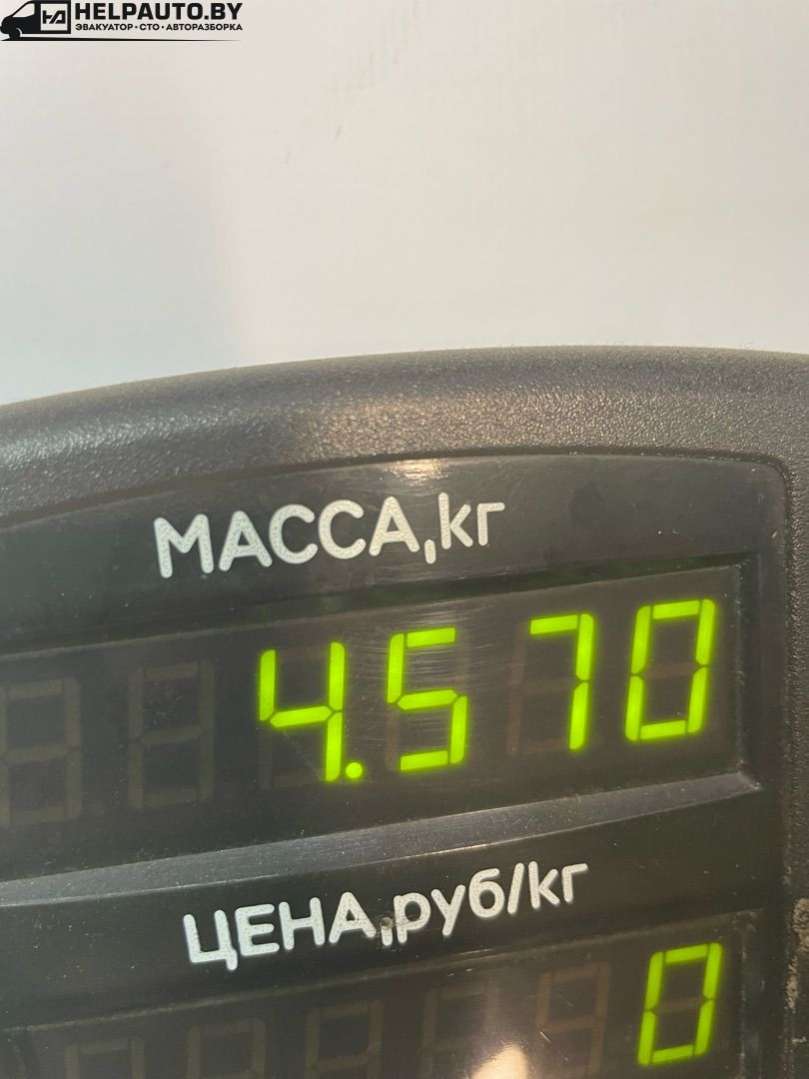 HELPAUTO.BY
ЭВАКУАТОР • СТО • АВТОРАЗБОРКА
МАССА,кг
4.570
ЦЕНА,руб/кг
0